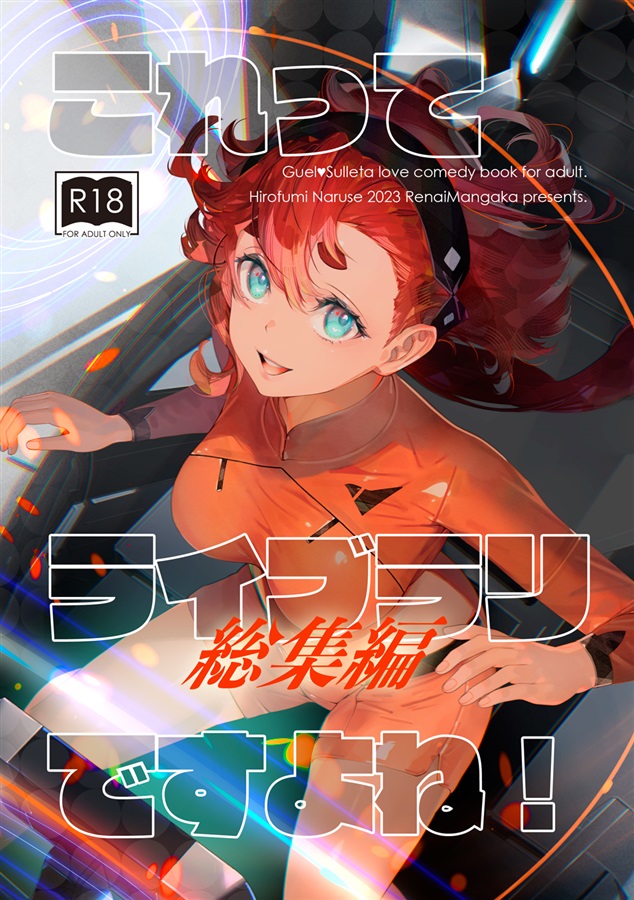 これって
Guel♥Sulleta love comedy book for adult.
Hirofumi Naruse 2023 RenaiMangaka presents.
R18
FOR ADULT ONLY
ライブラリ
総集編
ですよね!